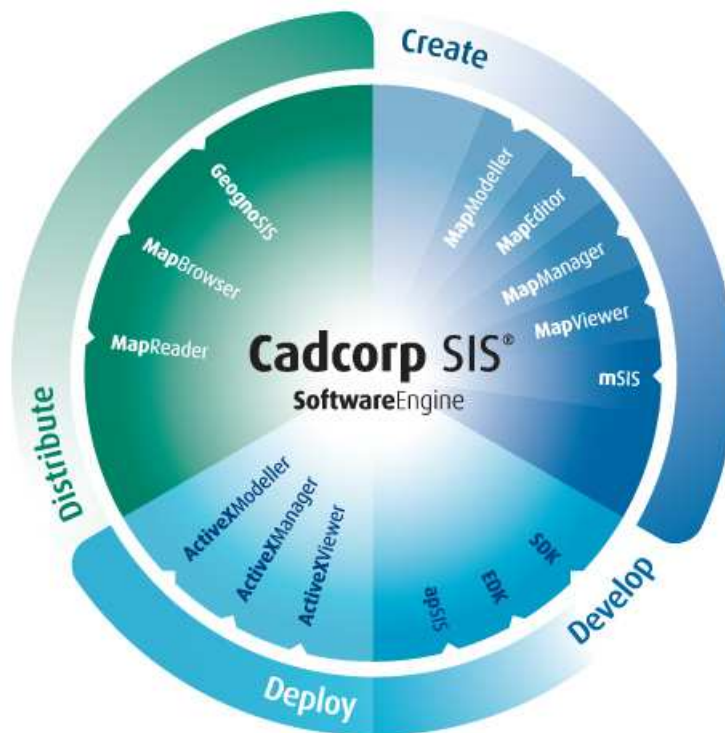 Create
MapModeller
MapEditor
MapManager
MapViewer
mSIS
Develop
SDK
EDK
apSIS
Deploy
ActiveXViewer
ActiveXManager
ActiveXModeller
Distribute
MapReader
MapBrowser
GeognoSIS
Cadcorp SIS®
SoftwareEngine